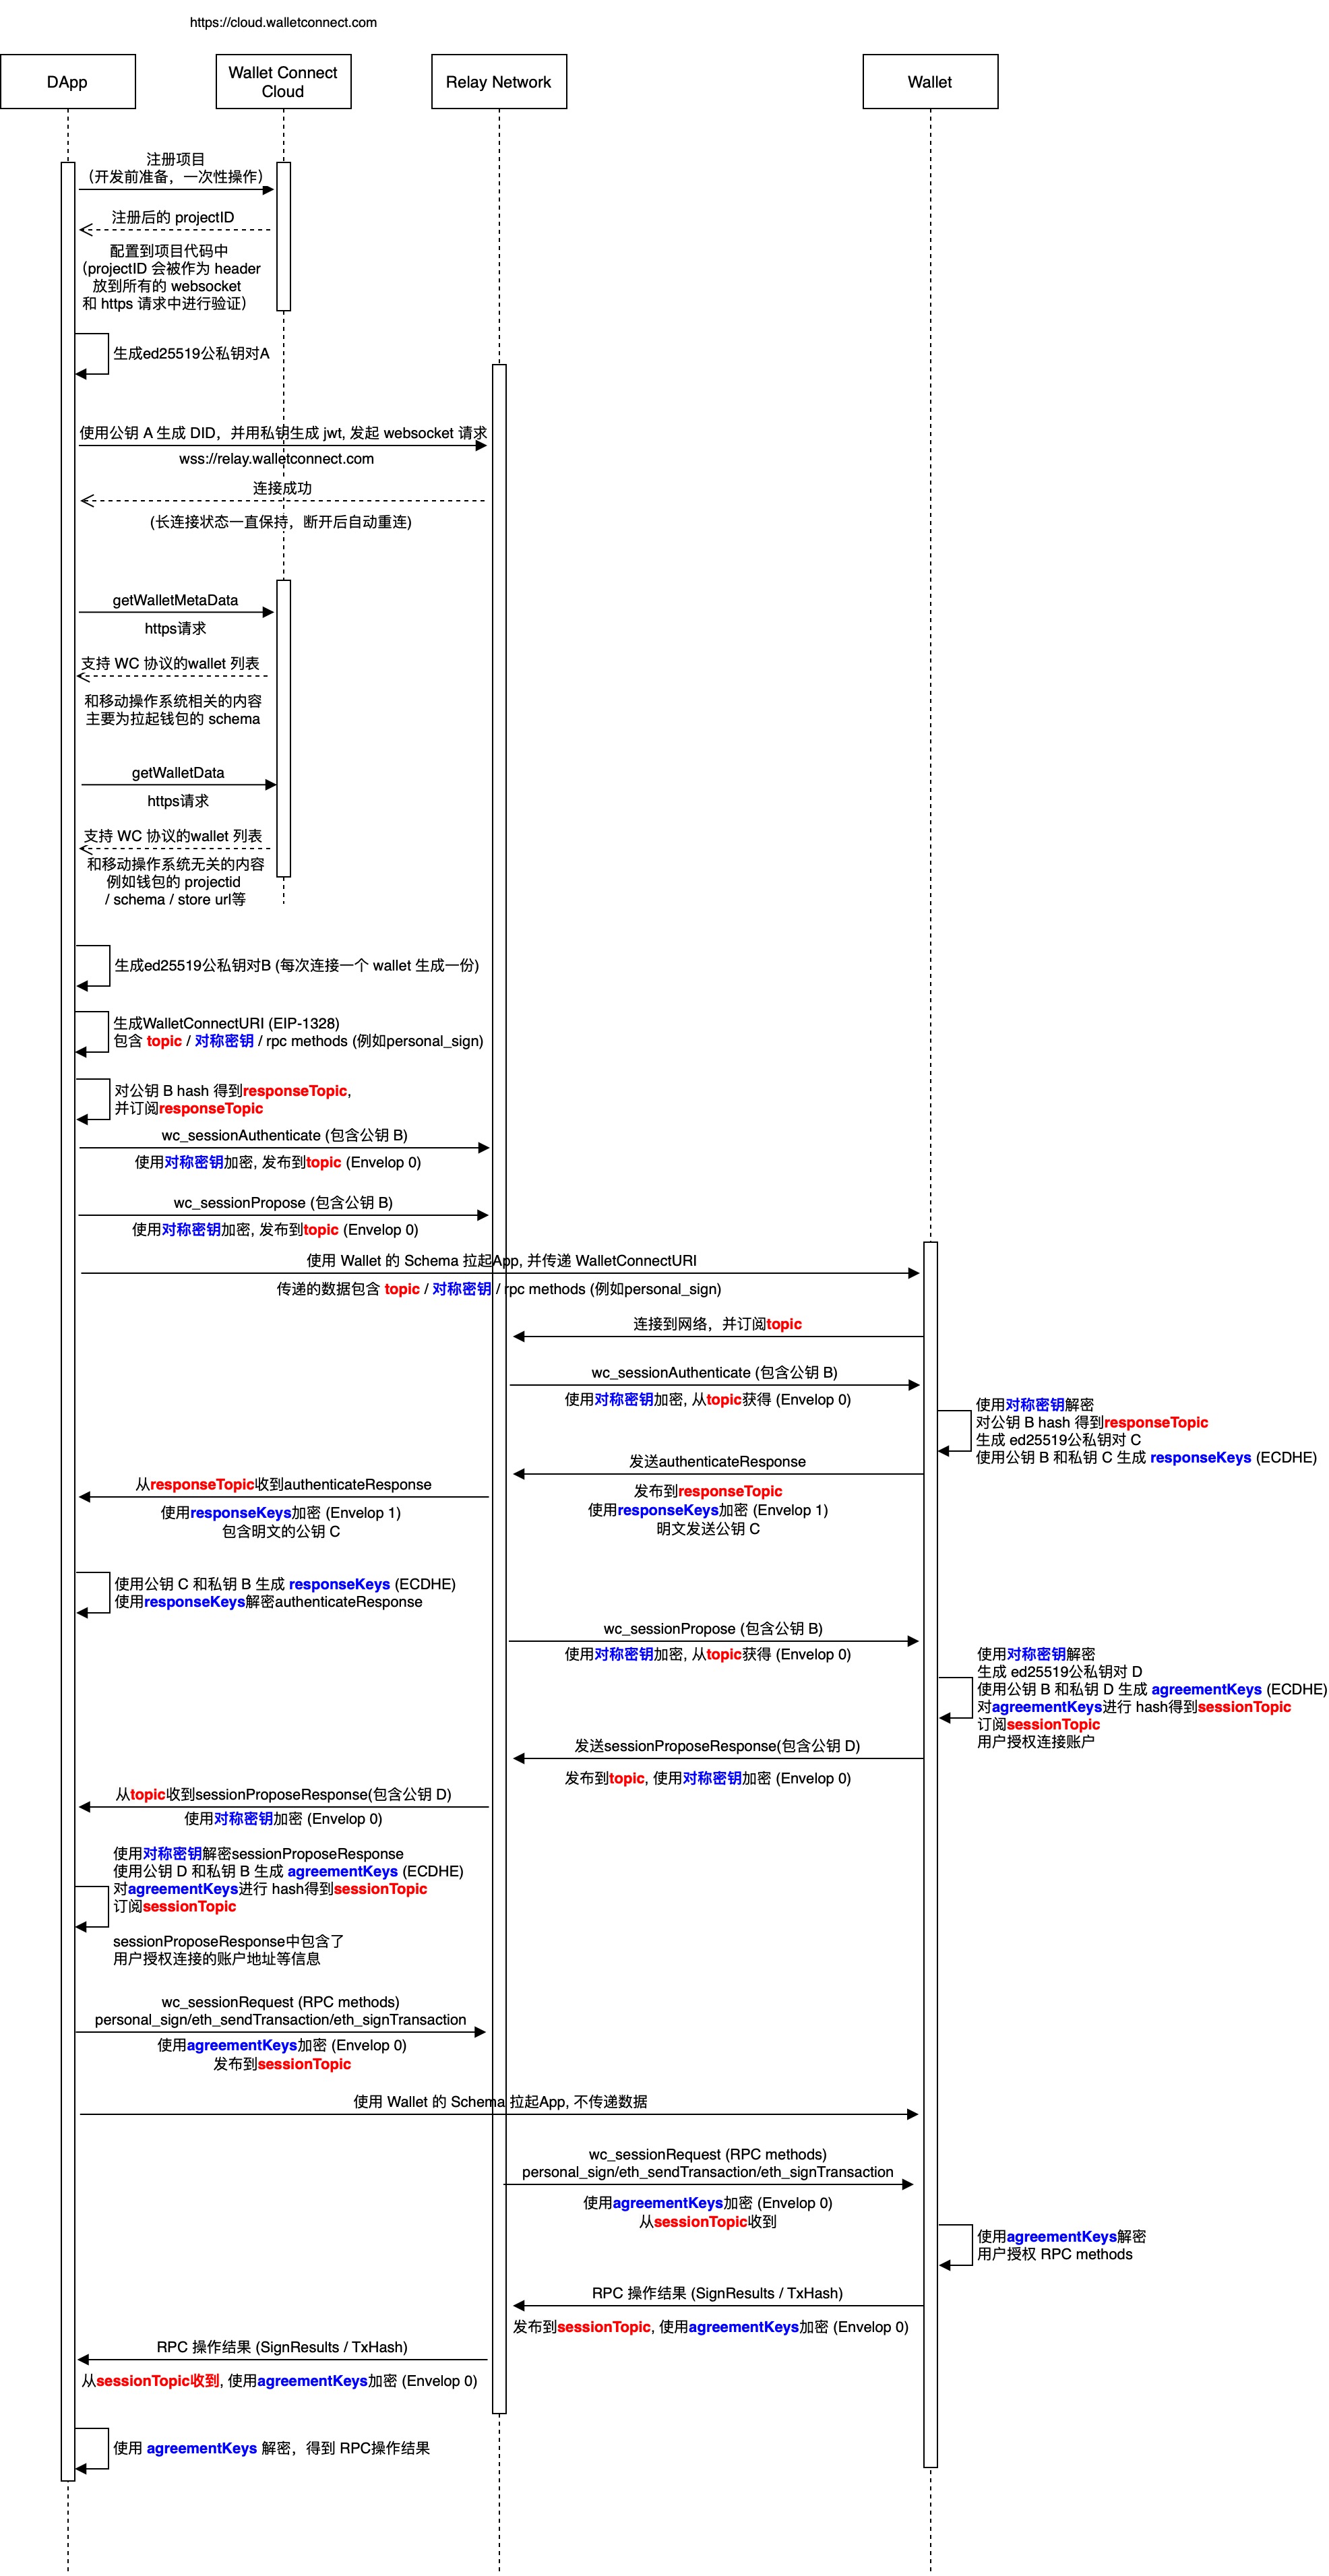 https://cloud.walletconnect.com
DApp
Wallet Connect
Cloud
Relay Network
Wallet
注册项目
（开发前准备，一次性操作）
注册后的 projectID
配置到项目代码中
（projectID 会被作为 header
放到所有的 websocket
和 https 请求中进行验证）
生成ed25519公私钥对A
使用公钥 A 生成 DID，并用私钥生成 jwt, 发起 websocket 请求
wss://relay.walletconnect.com
连接成功
(长连接状态一直保持，断开后自动重连)
getWalletMetaData
https请求
支持 WC 协议的wallet 列表
和移动操作系统相关的内容
主要为拉起钱包的 schema
getWalletData
https请求
支持 WC 协议的wallet 列表
和移动操作系统无关的内容
例如钱包的 projectid
/ schema / store url等
生成ed25519公私钥对B (每次连接一个 wallet 生成一份)
生成WalletConnectURI (EIP-1328)
包含 topic / 对称密钥 / rpc methods (例如personal_sign)
对公钥 B hash 得到responseTopic,
并订阅responseTopic
wc_sessionAuthenticate (包含公钥 B)
使用对称密钥加密, 发布到topic (Envelop 0)
wc_sessionPropose (包含公钥 B)
使用对称密钥加密, 发布到topic (Envelop 0)
使用 Wallet 的 Schema 拉起App, 并传递 WalletConnectURI
传递的数据包含 topic / 对称密钥 / rpc methods (例如personal_sign)
连接到网络，并订阅topic
wc_sessionAuthenticate (包含公钥 B)
使用对称密钥加密, 从topic获得 (Envelop 0)
使用对称密钥解密
对公钥 B hash 得到responseTopic
生成 ed25519公私钥对 C
使用公钥 B 和私钥 C 生成 responseKeys (ECDHE)
发送authenticateResponse
发布到responseTopic
使用responseKeys加密 (Envelop 1)
明文发送公钥 C
从responseTopic收到authenticateResponse
使用responseKeys加密 (Envelop 1)
包含明文的公钥 C
使用公钥 C 和私钥 B 生成 responseKeys (ECDHE)
使用responseKeys解密authenticateResponse
wc_sessionPropose (包含公钥 B)
使用对称密钥加密, 从topic获得 (Envelop 0)
使用对称密钥解密
生成 ed25519公私钥对 D
使用公钥 B 和私钥 D 生成 agreementKeys (ECDHE)
对agreementKeys进行 hash得到sessionTopic
订阅sessionTopic
用户授权连接账户
发送sessionProposeResponse(包含公钥 D)
发布到topic, 使用对称密钥加密 (Envelop 0)
从topic收到sessionProposeResponse(包含公钥 D)
使用对称密钥加密 (Envelop 0)
使用对称密钥解密sessionProposeResponse
使用公钥 D 和私钥 B 生成 agreementKeys (ECDHE)
对agreementKeys进行 hash得到sessionTopic
订阅sessionTopic
sessionProposeResponse中包含了
用户授权连接的账户地址等信息
wc_sessionRequest (RPC methods)
personal_sign/eth_sendTransaction/eth_signTransaction
使用agreementKeys加密 (Envelop 0)
发布到sessionTopic
使用 Wallet 的 Schema 拉起App, 不传递数据
wc_sessionRequest (RPC methods)
personal_sign/eth_sendTransaction/eth_signTransaction
使用agreementKeys加密 (Envelop 0)
从sessionTopic收到
使用agreementKeys解密
用户授权 RPC methods
RPC 操作结果 (SignResults / TxHash)
发布到sessionTopic, 使用agreementKeys加密 (Envelop 0)
RPC 操作结果 (SignResults / TxHash)
从sessionTopic收到, 使用agreementKeys加密 (Envelop 0)
使用 agreementKeys 解密，得到 RPC操作结果